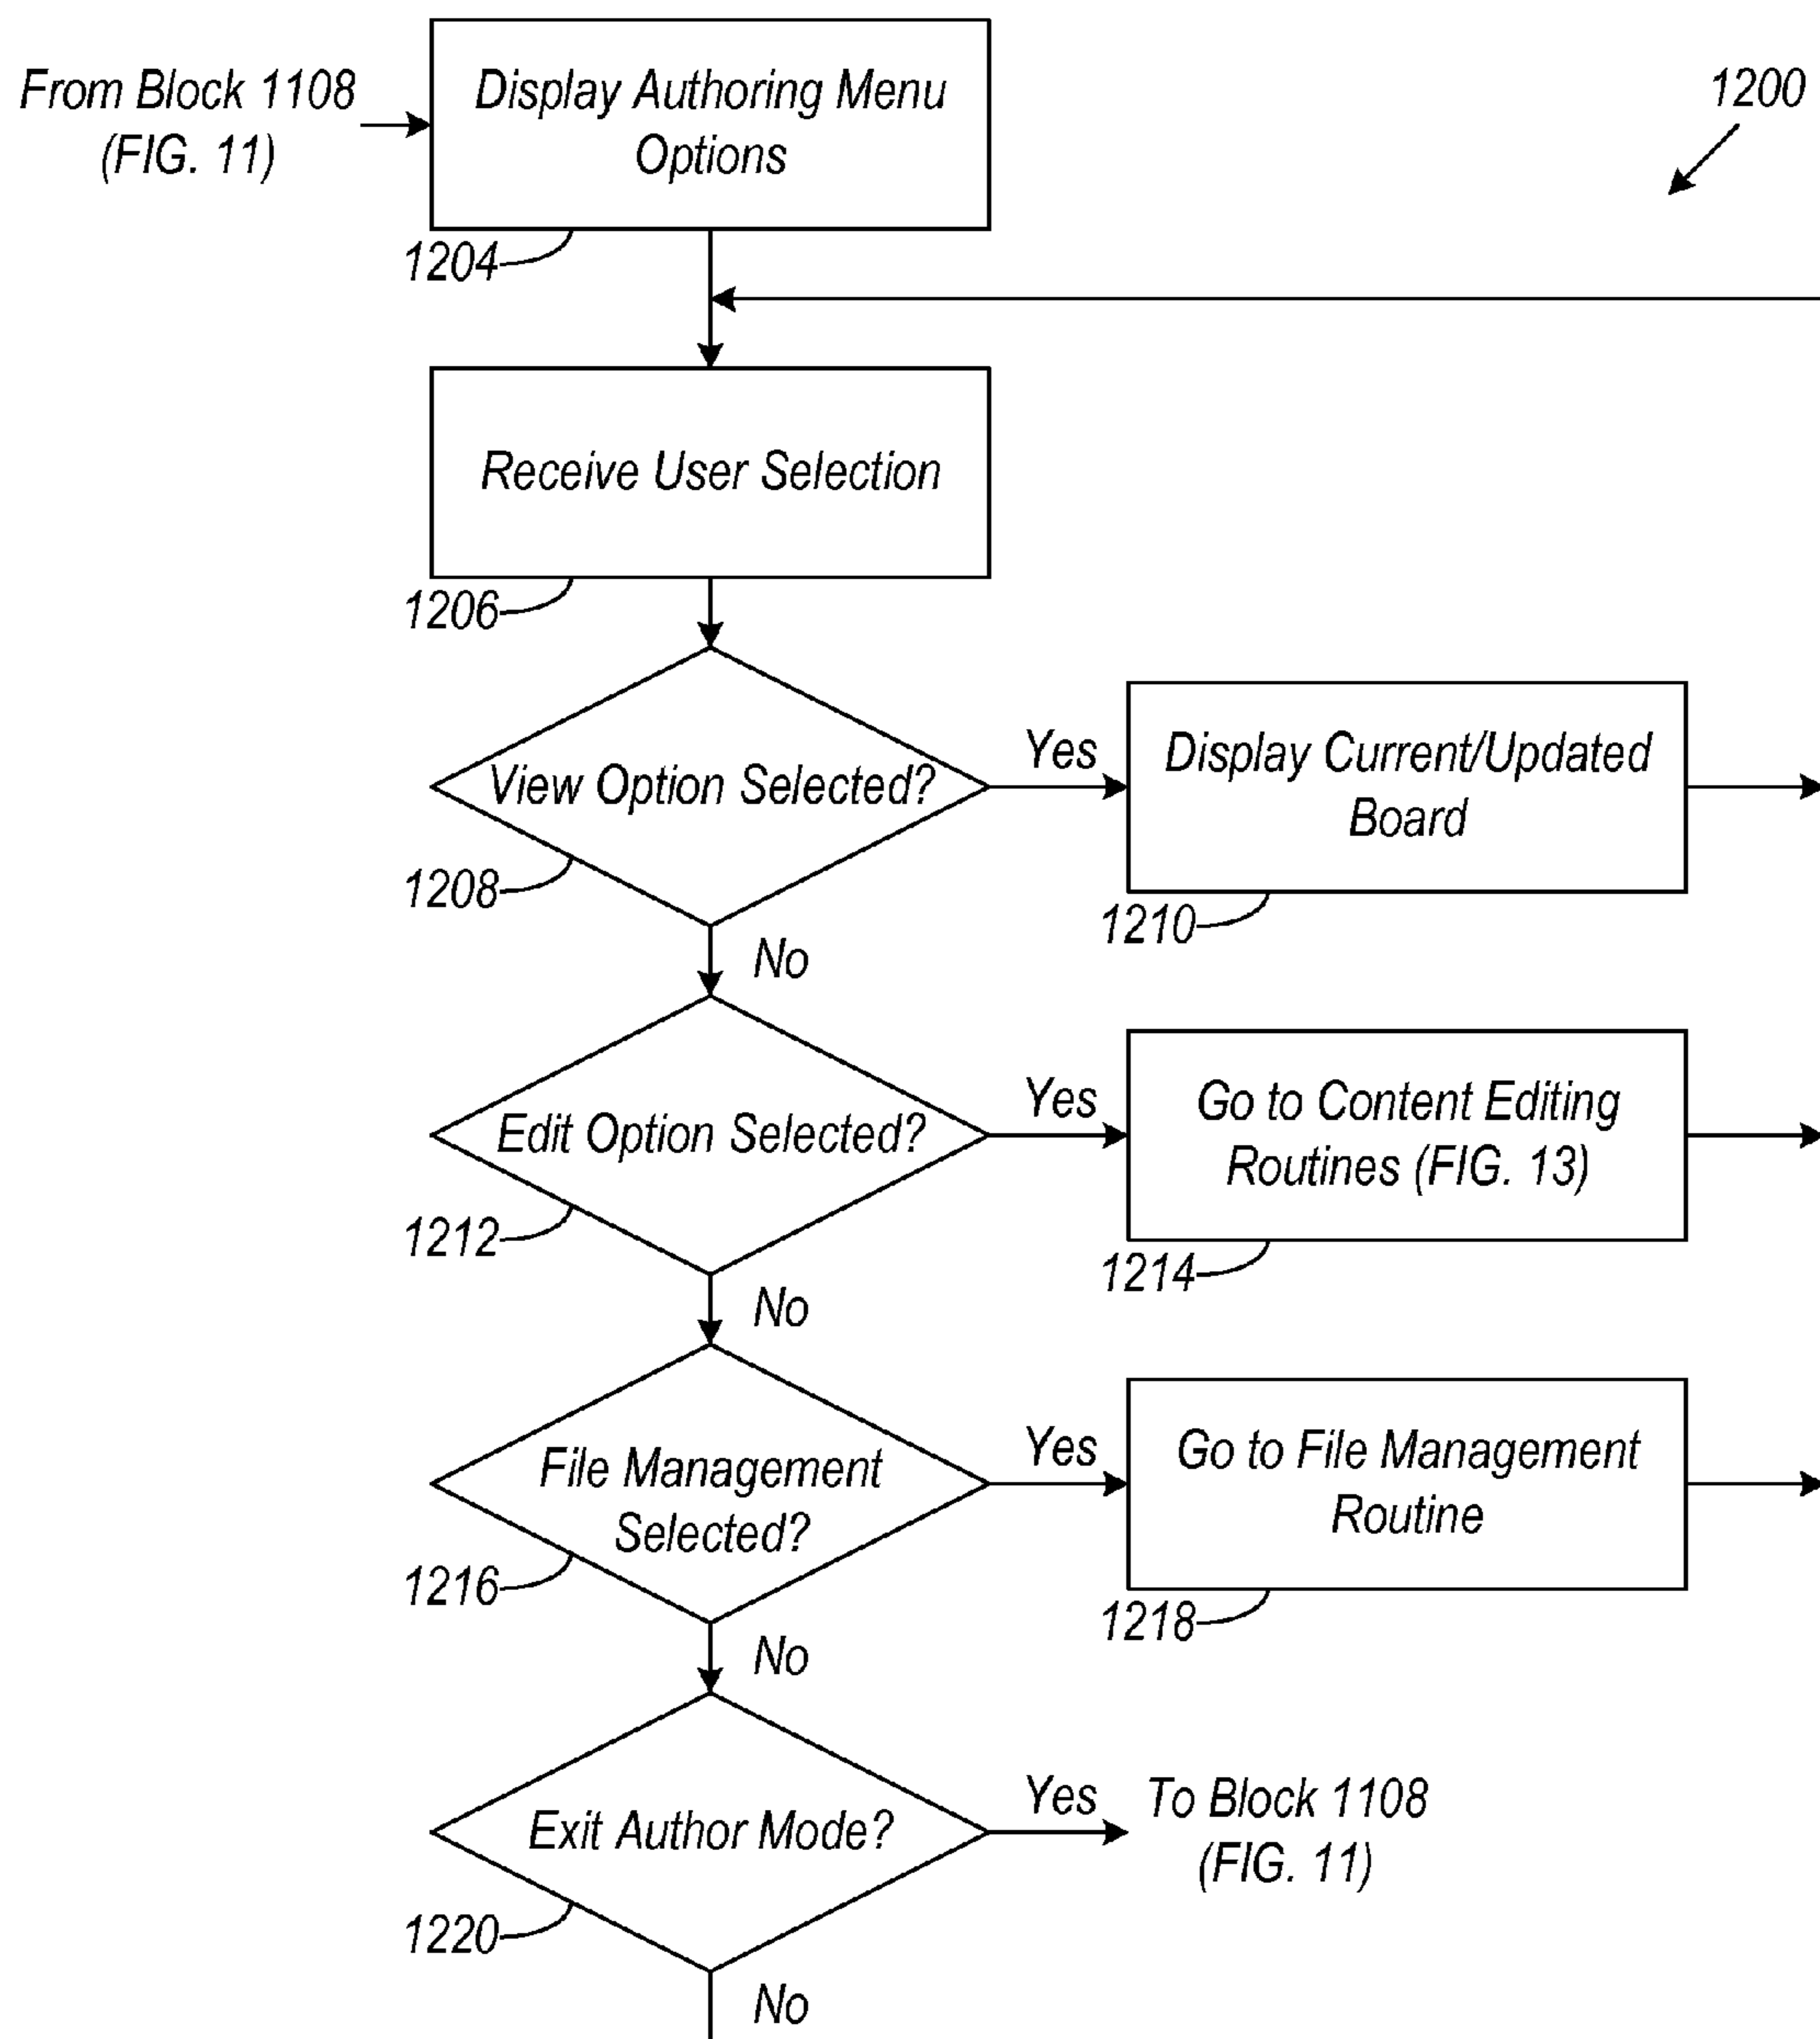 From Block 1108
(FIG. 11)
Display Authoring Menu
Options
1200
1204
Receive User Selection
1206
View Option Selected?
Yes
Display Current/Updated
Board
1208
1210
No
Edit Option Selected?
Yes
Go to Content Editing
Routines (FIG. 13)
1212
1214
No
File Management
Selected?
Yes
Go to File Management
Routine
1216
1218
No
Exit Author Mode?
Yes
To Block 1108
(FIG. 11)
1220
No